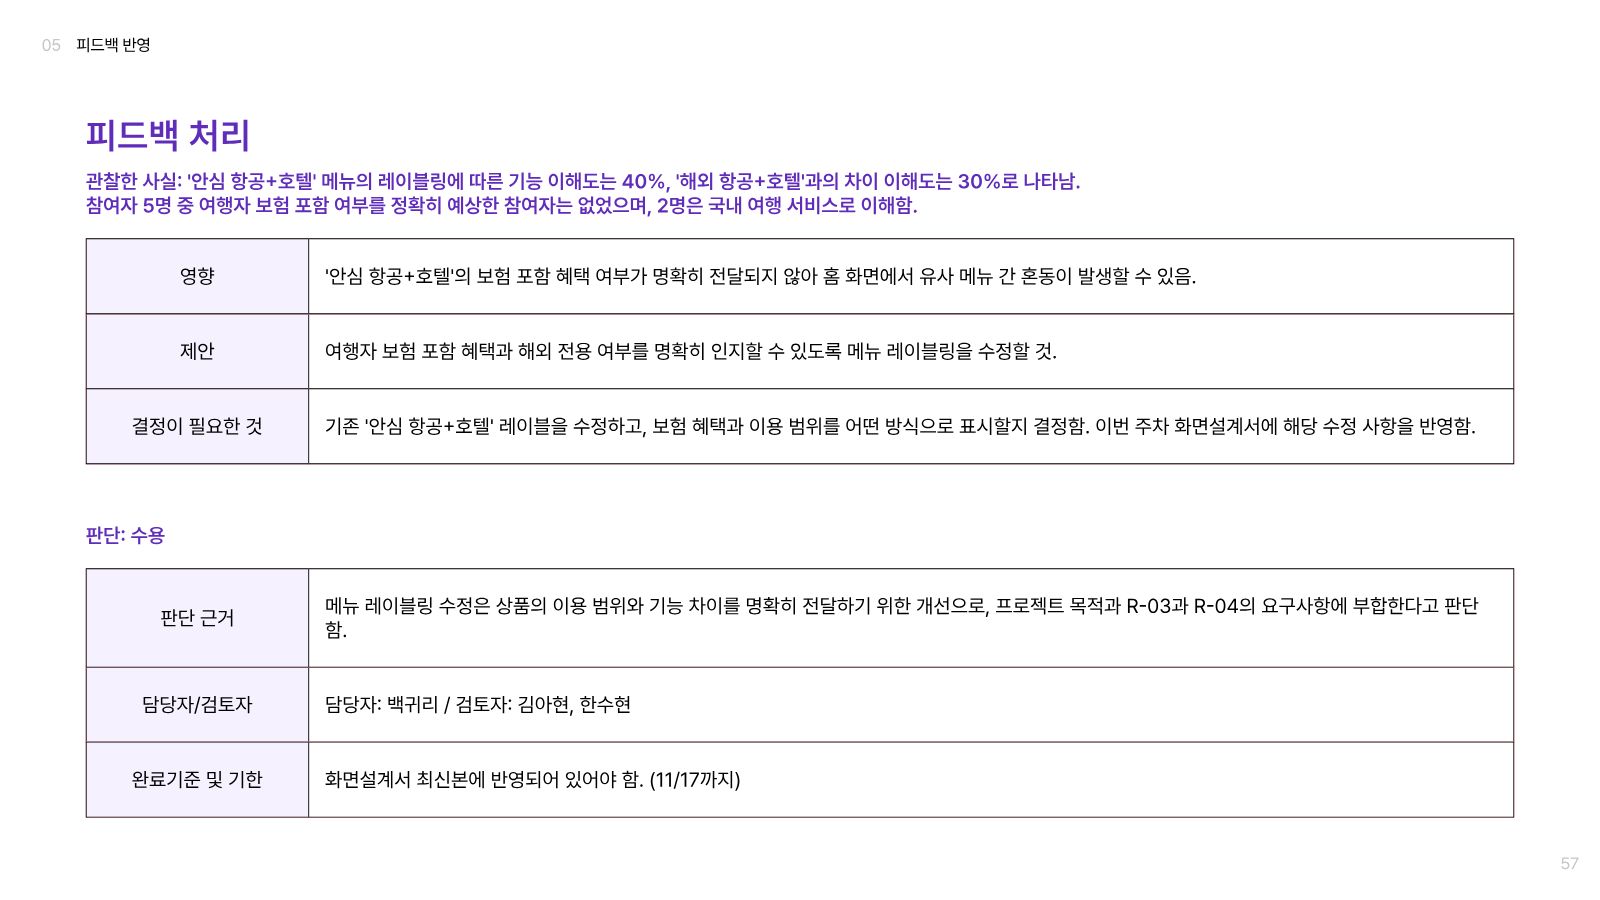 05 피드백 반영
피드백 처리
관찰한 사실: '안심 항공+호텔' 메뉴의 레이블링에 따른 기능 이해도는 40%, '해외 항공+호텔'과의 차이 이해도는 30%로 나타남.
참여자 5명 중 여행자 보험 포함 여부를 정확히 예상한 참여자는 없었으며, 2명은 국내 여행 서비스로 이해함.
영향
'안심 항공+호텔'의 보험 포함 혜택 여부가 명확히 전달되지 않아 홈 화면에서 유사 메뉴 간 혼동이 발생할 수 있음.
제안
여행자 보험 포함 혜택과 해외 전용 여부를 명확히 인지할 수 있도록 메뉴 레이블링을 수정할 것.
결정이 필요한 것
기존 '안심 항공+호텔' 레이블을 수정하고, 보험 혜택과 이용 범위를 어떤 방식으로 표시할지 결정함. 이번 주차 화면설계서에 해당 수정 사항을 반영함.
판단: 수용
판단 근거
메뉴 레이블링 수정은 상품의 이용 범위와 기능 차이를 명확히 전달하기 위한 개선으로, 프로젝트 목적과 R-03과 R-04의 요구사항에 부합한다고 판단
함.
담당자/검토자
담당자: 백귀리 / 검토자: 김아현, 한수현
완료기준 및 기한
화면설계서 최신본에 반영되어 있어야 함. (11/17까지)
57